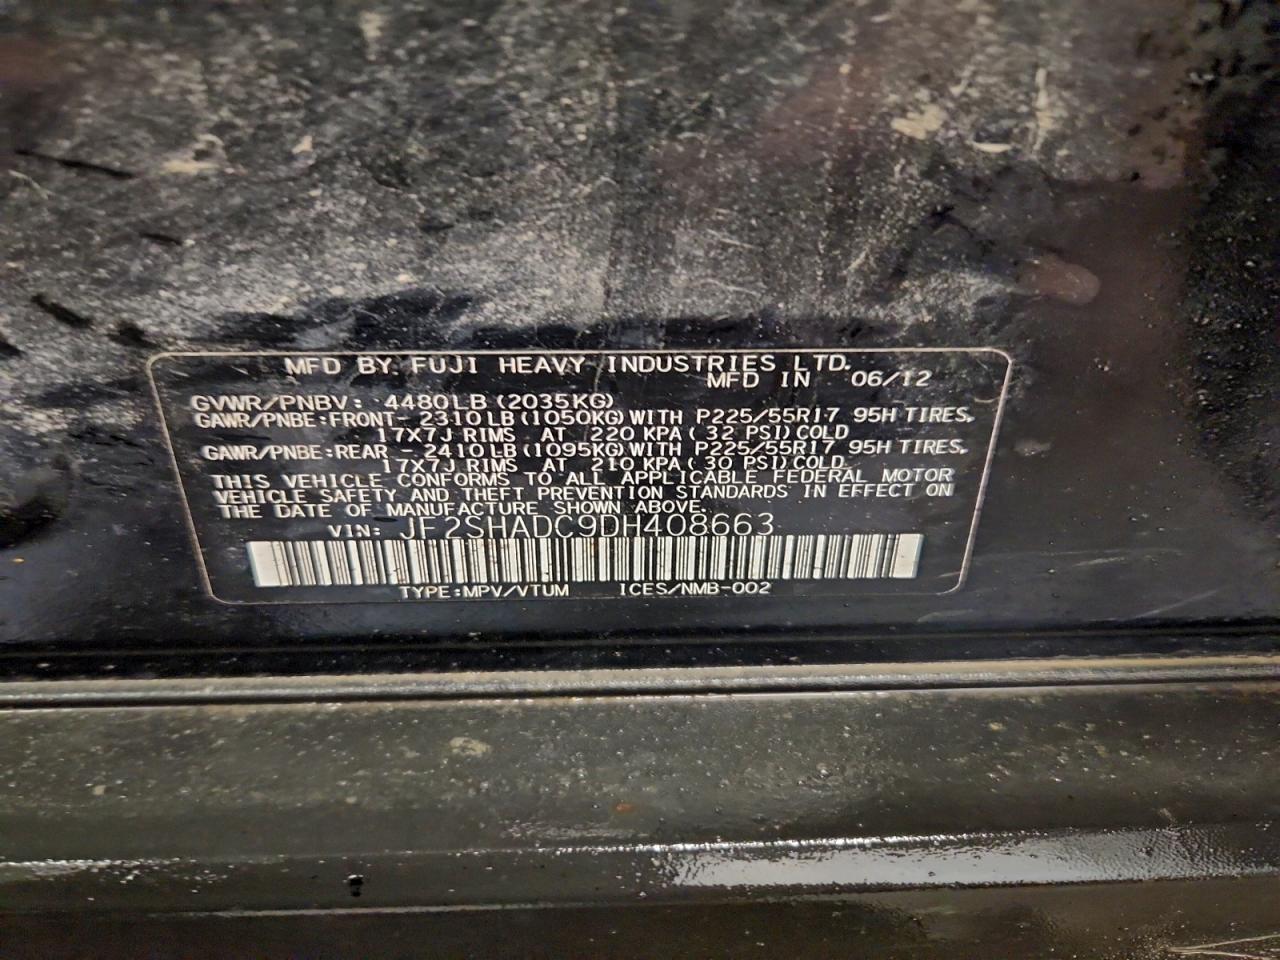 MFD BY. FUJI HEAVY INDUSTRIES LTD.
MFD IN 06/12
GVWR/PNBV: 4480LB(2035KG)
GAWR/PNBE:FRONT- 2310LB(1050KG)WITH P225/55R17 95H TIRES,
17X7J RIMS AT 220 KPA(32 PSI)COLD
GAWR/PNBE:REAR -2410LB(1095KG)WITH P225/55R17 95H TIRES,
17X7J RIMS AT 210 KPA(30 PSI)COLD
THIS VEHICLE CONFORMS TO ALL APPLICABLE FEDERAL MOTOR
VEHICLE SAFETY AND THEFT PREVENTION STANDARDS IN EFFECT ON
THE DATE OF MANUFACTURE SHOWN ABOVE.
VIN: JF2SHADC9DH408663
TYPE:MPV/VTUM ICES/NMB-002